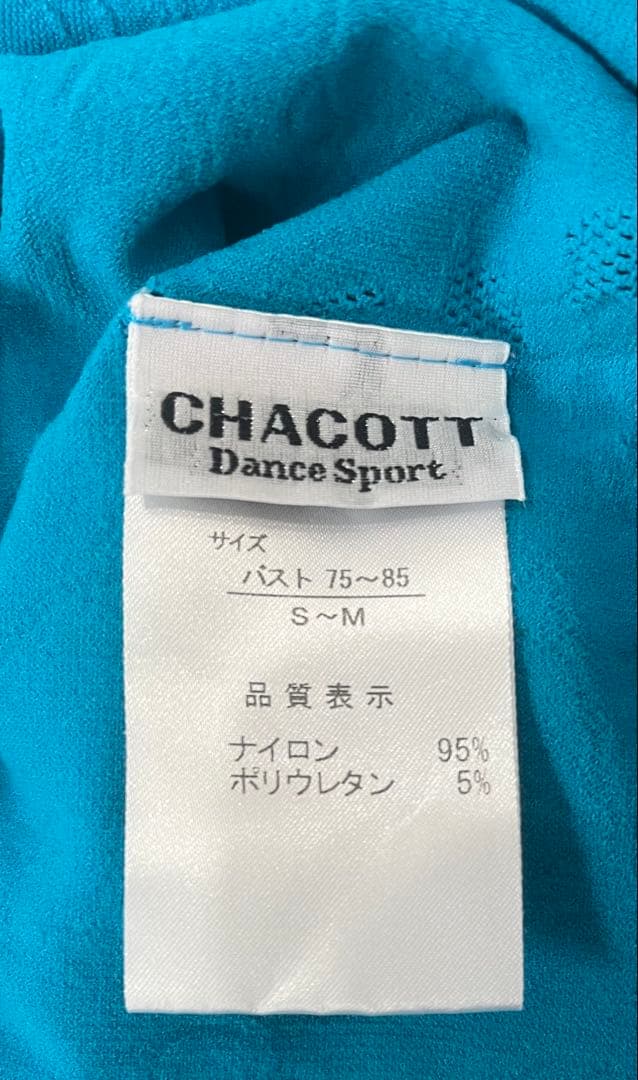 CHACOTT
Dance Sport
サイズ
バスト 75～85
S～M
品質表示
ナイロン 95%
ポリウレタン 5%